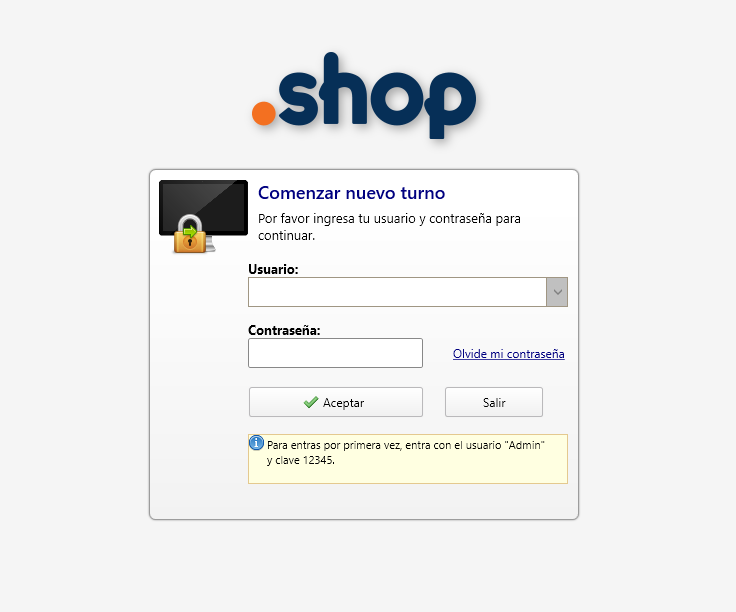 .shop
Comenzar nuevo turno
Por favor ingresa tu usuario y contraseña para
continuar.
Usuario:
Contraseña:
Olvide mi contraseña
Aceptar
Salir
Para entras por primera vez, entra con el usuario "Admin"
y clave 12345.